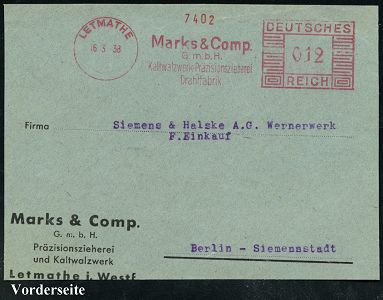 7402
LETMATHE
16.3.38
Marks & Comp.
G.m.b.H.
Kaltwalzwerk-Präzisionszieherei
Drahtfabrik
DEUTSCHES
012
REICH
Firma
Siemens & Halske A.G. Wernerwerk
F.Einkauf
Marks & Comp.
G. m. b. H.
Präzisionszieherei
und Kaltwalzwerk
Letmathe i. Westf
Berlin - Siemensstadt
Vorderseite